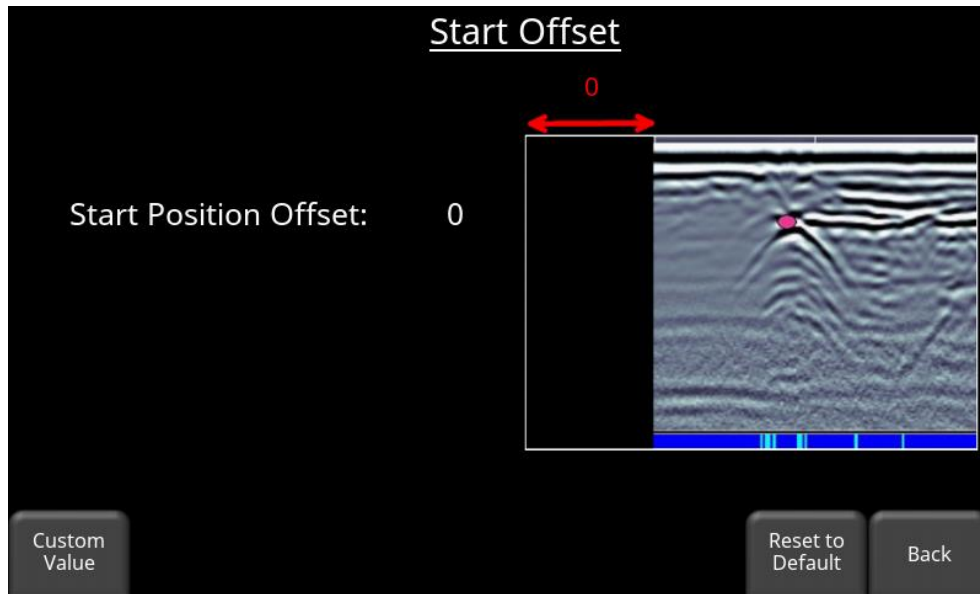 Start Offset
0
Start Position Offset: 0
Custom
Value
Reset to
Default
Back